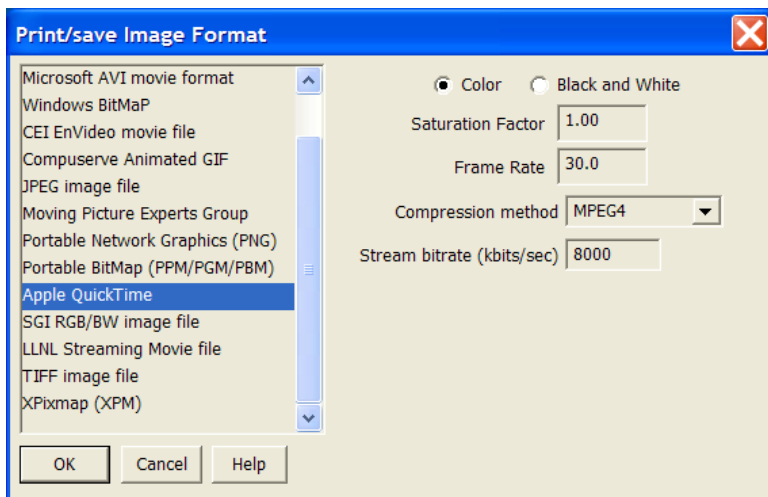 Print/save Image Format
Microsoft AVI movie format
Windows BitMaP
CEI EnVideo movie file
Compuserve Animated GIF
JPEG image file
Moving Picture Experts Group
Portable Network Graphics (PNG)
Portable BitMap (PPM/PGM/PBM)
Apple QuickTime
SGI RGB/BW image file
LLNL Streaming Movie file
TIFF image file
XPixmap (XPM)
Color Black and White
Saturation Factor 1.00
Frame Rate 30.0
Compression method MPEG4
Stream bitrate (kbits/sec) 8000
OK Cancel Help